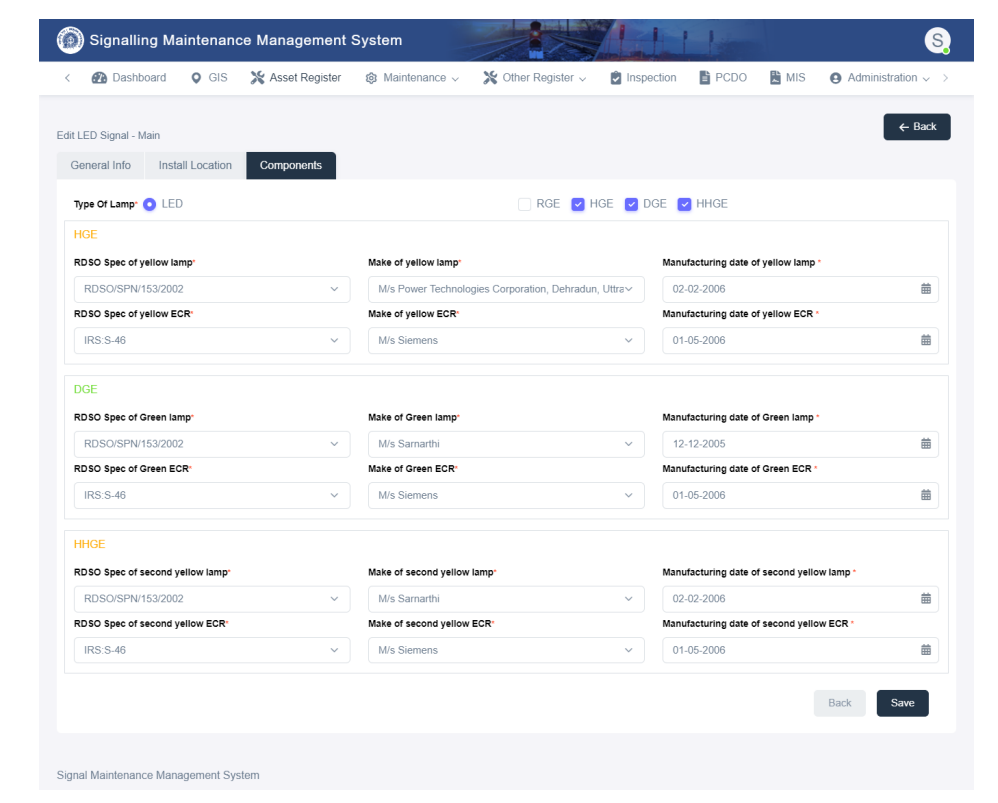 Signalling Maintenance Management System
S
Dashboard GIS Asset Register Maintenance Other Register Inspection PCDO MIS Administration
Edit LED Signal - Main
← Back
General Info Install Location Components
Type Of Lamp* LED RGE HGE DGE HHGE
HGE
RDSO Spec of yellow lamp* Make of yellow lamp* Manufacturing date of yellow lamp *
RDSO/SPN/153/2002 M/s Power Technologies Corporation, Dehradun, Uttra 02-02-2006
RDSO Spec of yellow ECR* Make of yellow ECR* Manufacturing date of yellow ECR *
IRS:S-46 M/s Siemens 01-05-2006
DGE
RDSO Spec of Green lamp* Make of Green lamp* Manufacturing date of Green lamp *
RDSO/SPN/153/2002 M/s Samarthi 12-12-2005
RDSO Spec of Green ECR* Make of Green ECR* Manufacturing date of Green ECR *
IRS:S-46 M/s Siemens 01-05-2006
HHGE
RDSO Spec of second yellow lamp* Make of second yellow lamp* Manufacturing date of second yellow lamp *
RDSO/SPN/153/2002 M/s Samarthi 02-02-2006
RDSO Spec of second yellow ECR* Make of second yellow ECR* Manufacturing date of second yellow ECR *
IRS:S-46 M/s Siemens 01-05-2006
Back Save
Signal Maintenance Management System